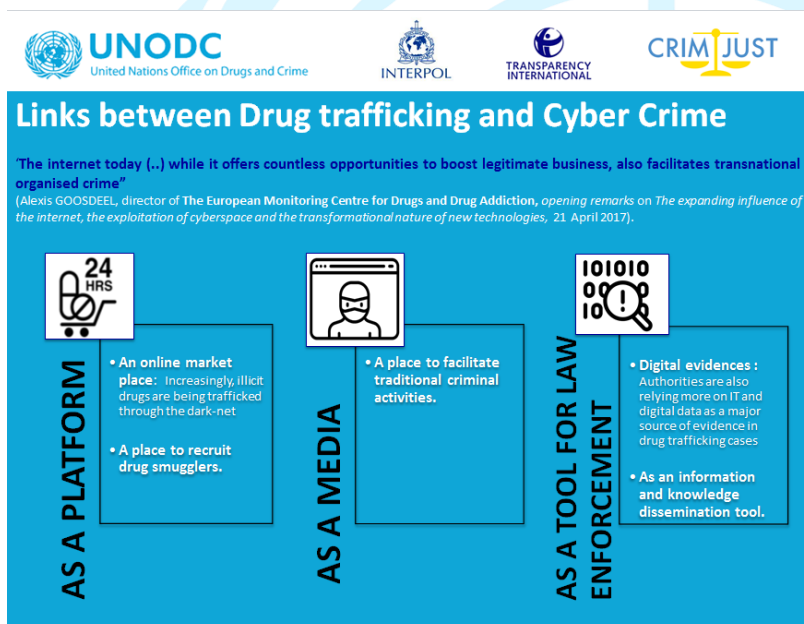 UNODC
United Nations Office on Drugs and Crime
INTERPOL
TRANSPARENCY
INTERNATIONAL
CRIMJUST
Links between Drug trafficking and Cyber Crime
‘The internet today (..) while it offers countless opportunities to boost legitimate business, also facilitates transnational
organised crime”
(Alexis GOOSDEEL, director of The European Monitoring Centre for Drugs and Drug Addiction, opening remarks on The expanding influence of
the internet, the exploitation of cyberspace and the transformational nature of new technologies, 21 April 2017).
24
HRS
AS A PLATFORM
• An online market
place: Increasingly, illicit
drugs are being trafficked
through the dark-net
• A place to recruit
drug smugglers.
AS A MEDIA
• A place to facilitate
traditional criminal
activities.
101010
AS A TOOL FOR LAW
ENFORCEMENT
• Digital evidences :
Authorities are also
relying more on IT and
digital data as a major
source of evidence in
drug trafficking cases
• As an information
and knowledge
dissemination tool.